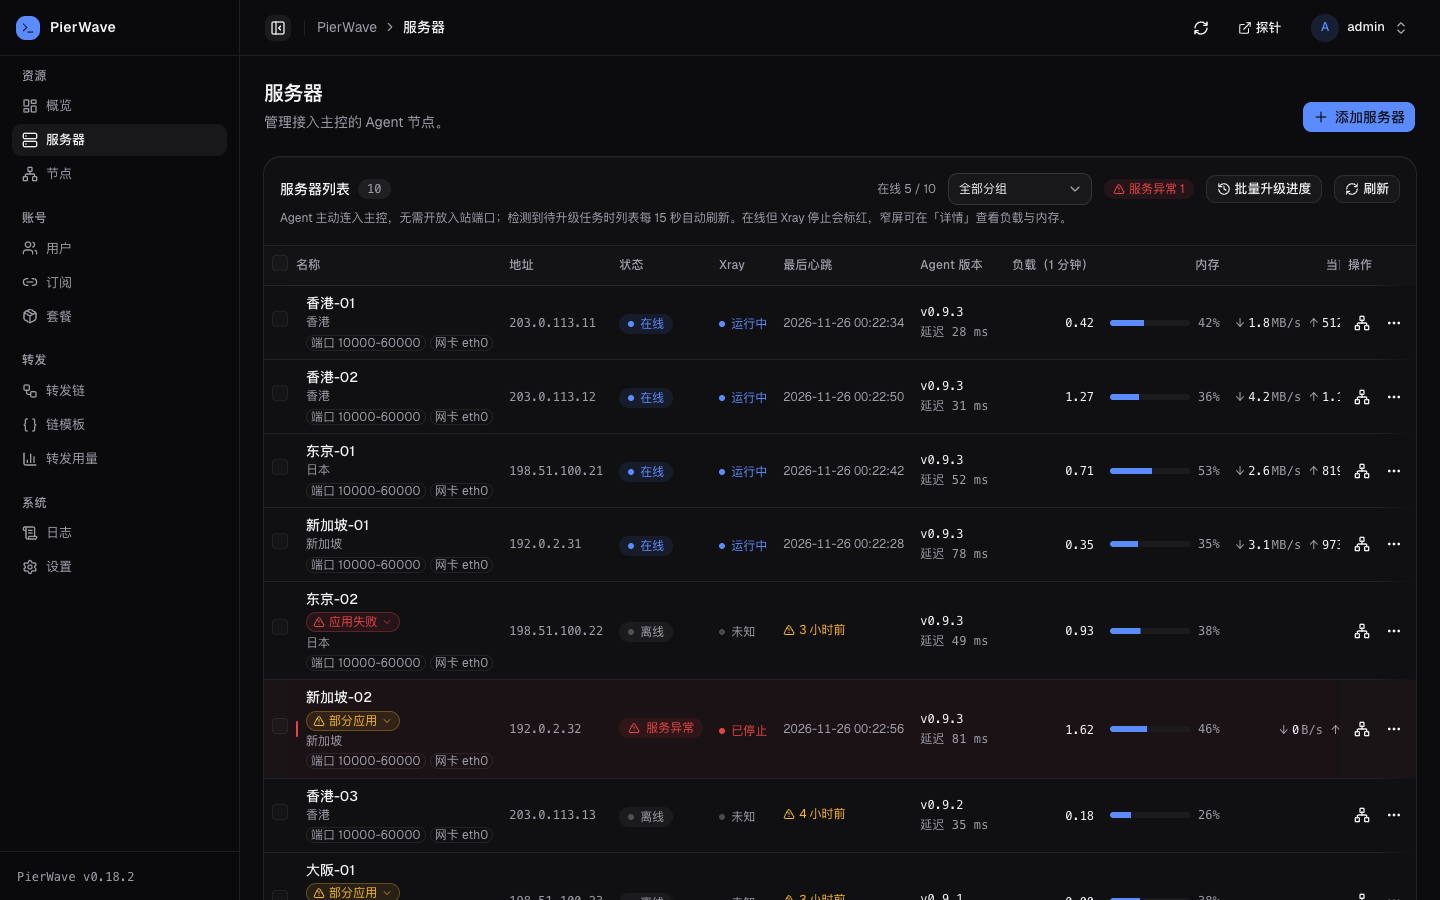 PierWave
PierWave > 服务器
探针
A
admin
资源
概览
服务器
节点
账号
用户
订阅
套餐
转发
转发链
链模板
转发用量
系统
日志
设置
PierWave v0.18.2
服务器
管理接入主控的 Agent 节点。
添加服务器
服务器列表 10
在线 5 / 10
全部分组
服务异常 1
批量升级进度
刷新
Agent 主动连入主控，无需开放入站端口；检测到待升级任务时列表每 15 秒自动刷新。在线但 Xray 停止会标红，窄屏可在「详情」查看负载与内存。
名称 地址 状态 Xray 最后心跳 Agent 版本 负载（1 分钟） 内存 当 操作
香港-01
香港
端口 10000-60000 网卡 eth0
203.0.113.11 在线 运行中 2026-11-26 00:22:34
v0.9.3
延迟 28 ms
0.42 42% ↓ 1.8MB/s ↑ 512
香港-02
香港
端口 10000-60000 网卡 eth0
203.0.113.12 在线 运行中 2026-11-26 00:22:50
v0.9.3
延迟 31 ms
1.27 36% ↓ 4.2MB/s ↑ 1.1
东京-01
日本
端口 10000-60000 网卡 eth0
198.51.100.21 在线 运行中 2026-11-26 00:22:42
v0.9.3
延迟 52 ms
0.71 53% ↓ 2.6MB/s ↑ 819
新加坡-01
新加坡
端口 10000-60000 网卡 eth0
192.0.2.31 在线 运行中 2026-11-26 00:22:28
v0.9.3
延迟 78 ms
0.35 35% ↓ 3.1MB/s ↑ 973
东京-02
应用失败
日本
端口 10000-60000 网卡 eth0
198.51.100.22 离线 未知 3 小时前
v0.9.3
延迟 49 ms
0.93 38%
新加坡-02
部分应用
新加坡
端口 10000-60000 网卡 eth0
192.0.2.32 服务异常 已停止 2026-11-26 00:22:56
v0.9.3
延迟 81 ms
1.62 46% ↓ 0B/s ↑
香港-03
香港
端口 10000-60000 网卡 eth0
203.0.113.13 离线 未知 4 小时前
v0.9.2
延迟 35 ms
0.18 26%
大阪-01
部分应用